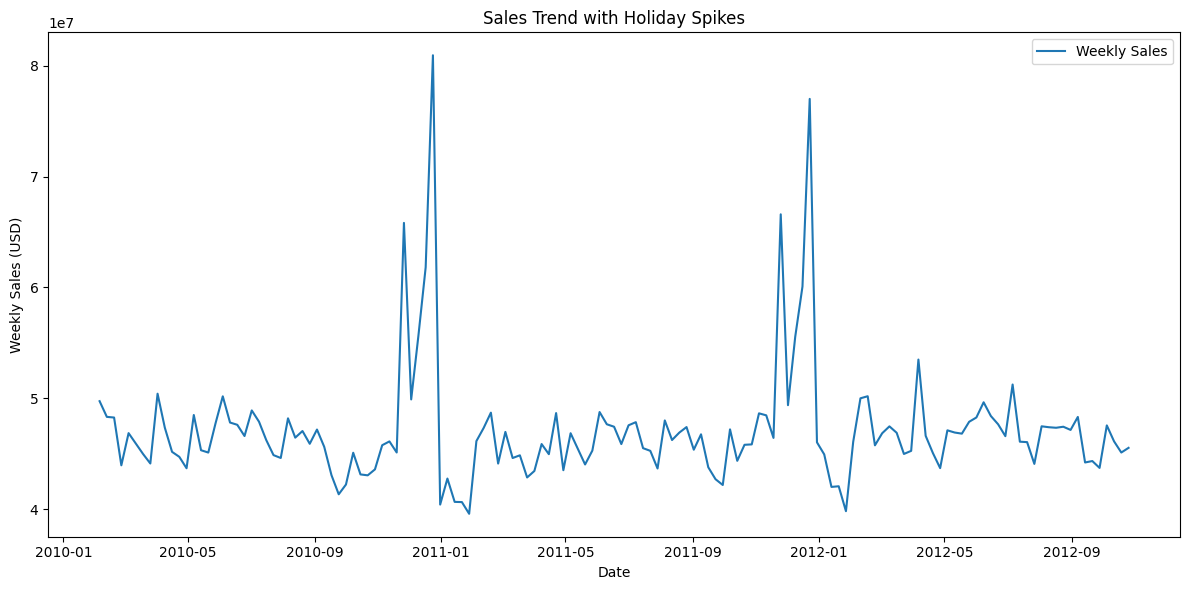 Sales Trend with Holiday Spikes
1e7
Weekly Sales
8
7
6
5
4
Weekly Sales (USD)
2010-01 2010-05 2010-09 2011-01 2011-05 2011-09 2012-01 2012-05 2012-09
Date